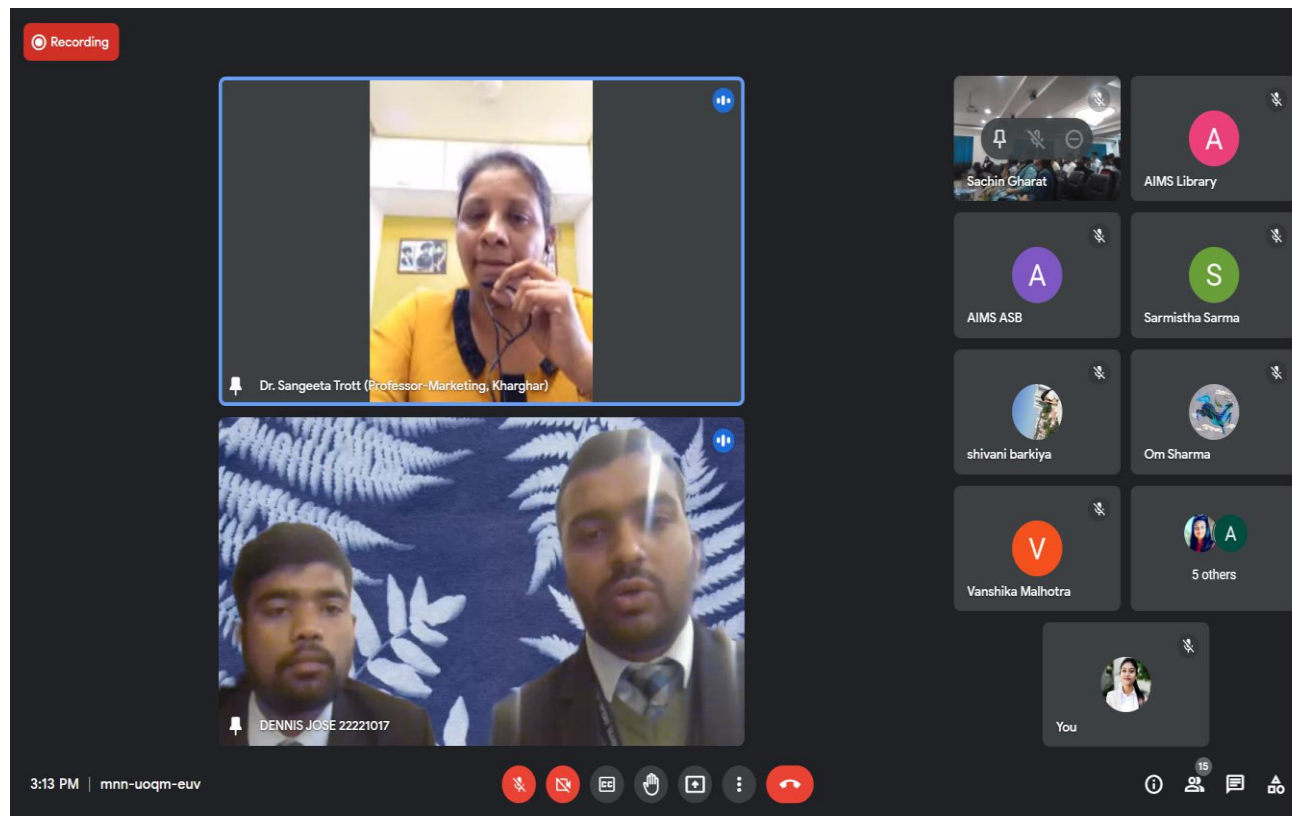 Recording
Dr. Sangeeta Trott (Professor-Marketing, Kharghar)
DENNIS JOSE 22221017
Sachin Gharat
A
AIMS Library
A
AIMS ASB
S
Sarmistha Sarma
shivani barkiya
Om Sharma
V
Vanshika Malhotra
A
5 others
You
3:13 PM | mnn-uoqm-euv
CC
15